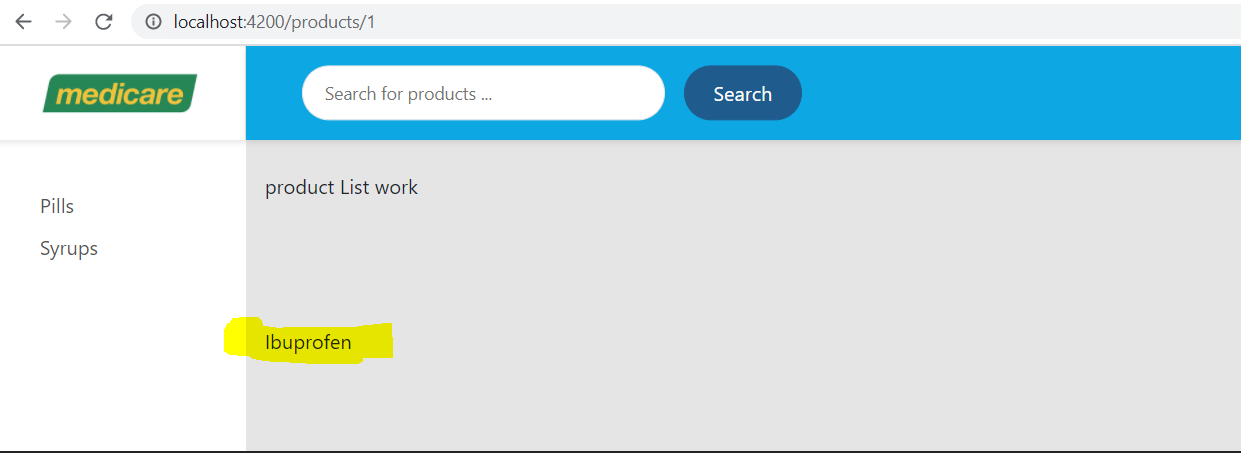 localhost:4200/products/1
medicare
Search for products ...
Search
Pills
Syrups
product List work
Ibuprofen